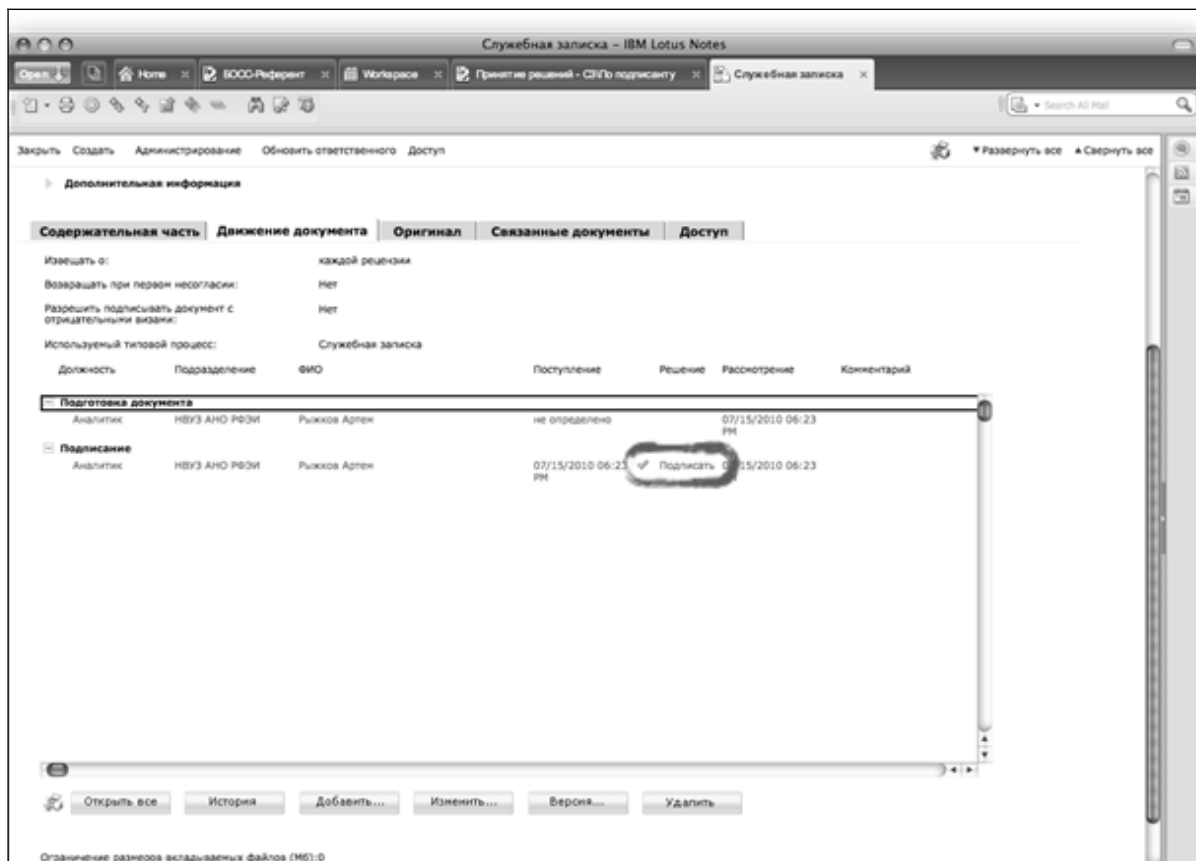 Служебная записка – IBM Lotus Notes
Open Home × БОСС-Референт × Workspace × Принятие решений - СЗ\По подписанту × Служебная записка ×
Search All Mail
Закрыть Создать Администрирование Обновить ответственного Доступ ▼Развернуть все ▲Свернуть все
Дополнительная информация
Содержательная часть Движение документа Оригинал Связанные документы Доступ
Извещать о: каждой рецензии
Возвращать при первом несогласии: Нет
Разрешить подписывать документ с отрицательными визами: Нет
Используемый типовой процесс: Служебная записка
Должность Подразделение ФИО Поступление Решение Рассмотрение Комментарий
Подготовка документа
Аналитик НВУЗ АНО РФЭИ Рыжков Артем не определено 07/15/2010 06:23 PM
Подписание
Аналитик НВУЗ АНО РФЭИ Рыжков Артем 07/15/2010 06:23 PM Подписать 07/15/2010 06:23
Открыть все История Добавить... Изменить... Версия... Удалить
Ограничение размеров вкладываемых файлов (Мб):0